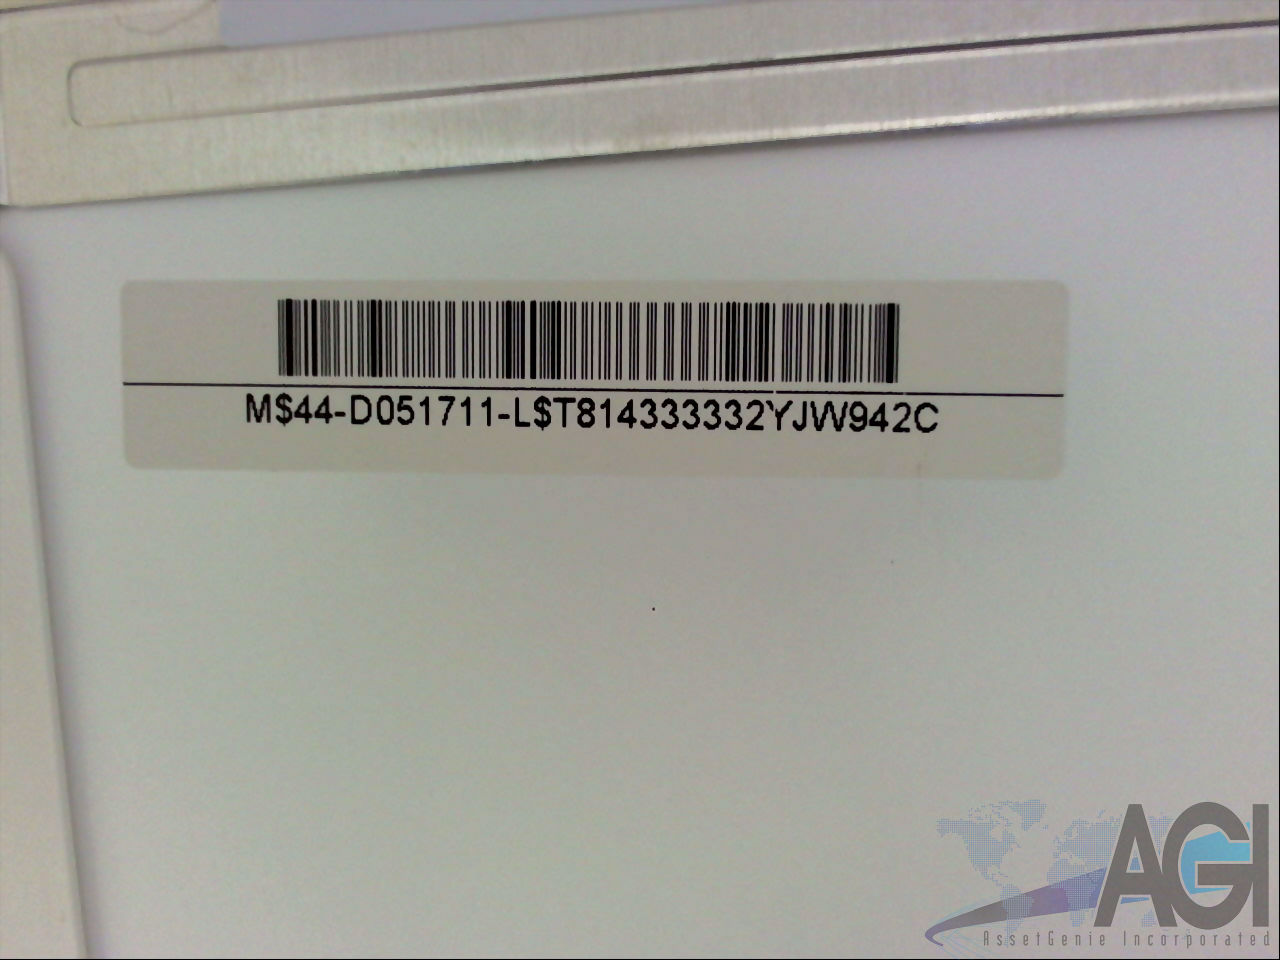 M$44-D051711-L$T814333332YJW942C
AGI
AssetGenie Incorporated